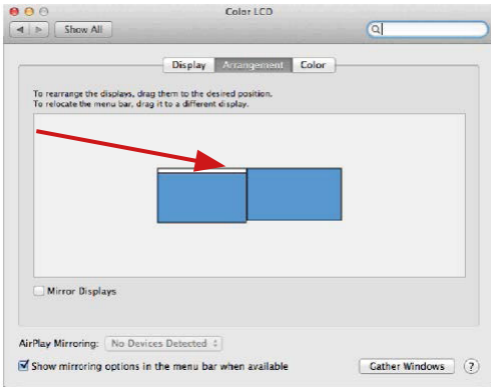 Color LCD
Show All
Display Arrangement Color
To rearrange the displays, drag them to the desired position.
To relocate the menu bar, drag it to a different display.
Mirror Displays
AirPlay Mirroring: No Devices Detected
Show mirroring options in the menu bar when available
Gather Windows ?